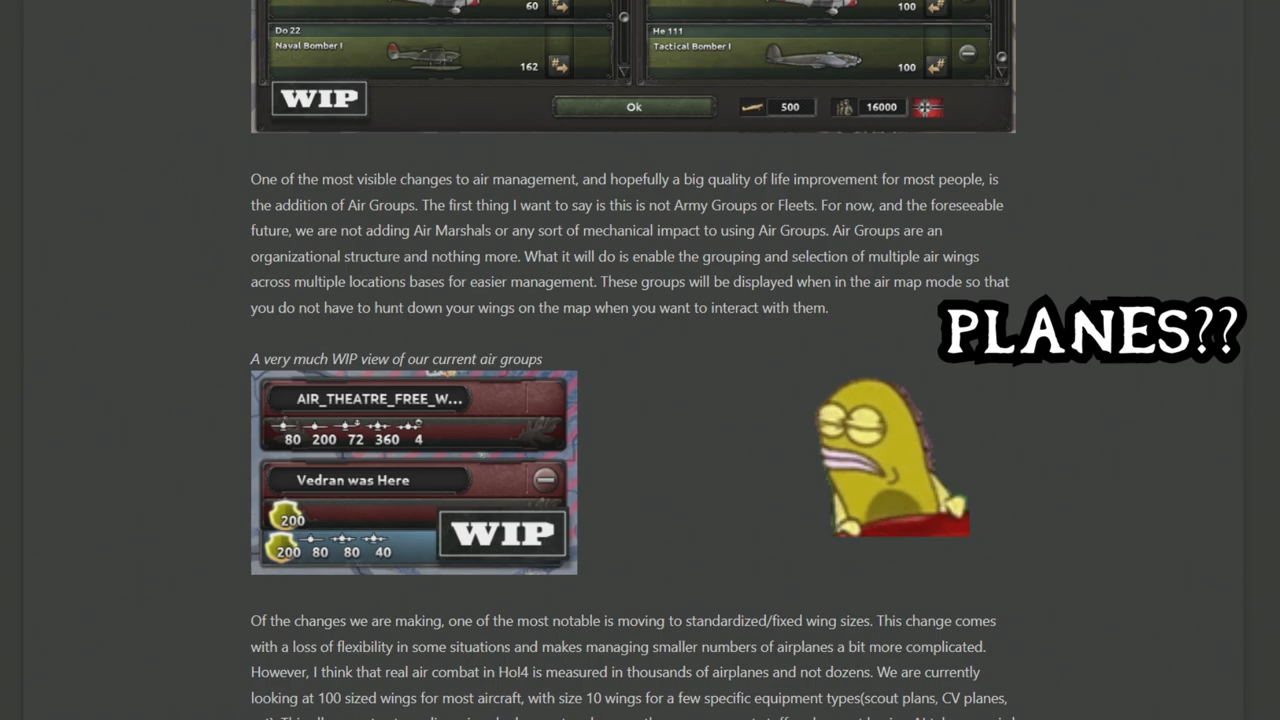 60
100
Do 22
He 111
Naval Bomber I
Tactical Bomber I
162
100
WIP
Ok
500
16000
One of the most visible changes to air management, and hopefully a big quality of life improvement for most people, is
the addition of Air Groups. The first thing I want to say is this is not Army Groups or Fleets. For now, and the foreseeable
future, we are not adding Air Marshals or any sort of mechanical impact to using Air Groups. Air Groups are an
organizational structure and nothing more. What it will do is enable the grouping and selection of multiple air wings
across multiple locations bases for easier management. These groups will be displayed when in the air map mode so that
you do not have to hunt down your wings on the map when you want to interact with them.
PLANES??
A very much WIP view of our current air groups
AIR_THEATRE_FREE_W...
80 200 72 360 4
Vedran was Here
200
200 80 80 40
WIP
Of the changes we are making, one of the most notable is moving to standardized/fixed wing sizes. This change comes
with a loss of flexibility in some situations and makes managing smaller numbers of airplanes a bit more complicated.
However, I think that real air combat in HoI4 is measured in thousands of airplanes and not dozens. We are currently
looking at 100 sized wings for most aircraft, with size 10 wings for a few specific equipment types(scout plans, CV planes,